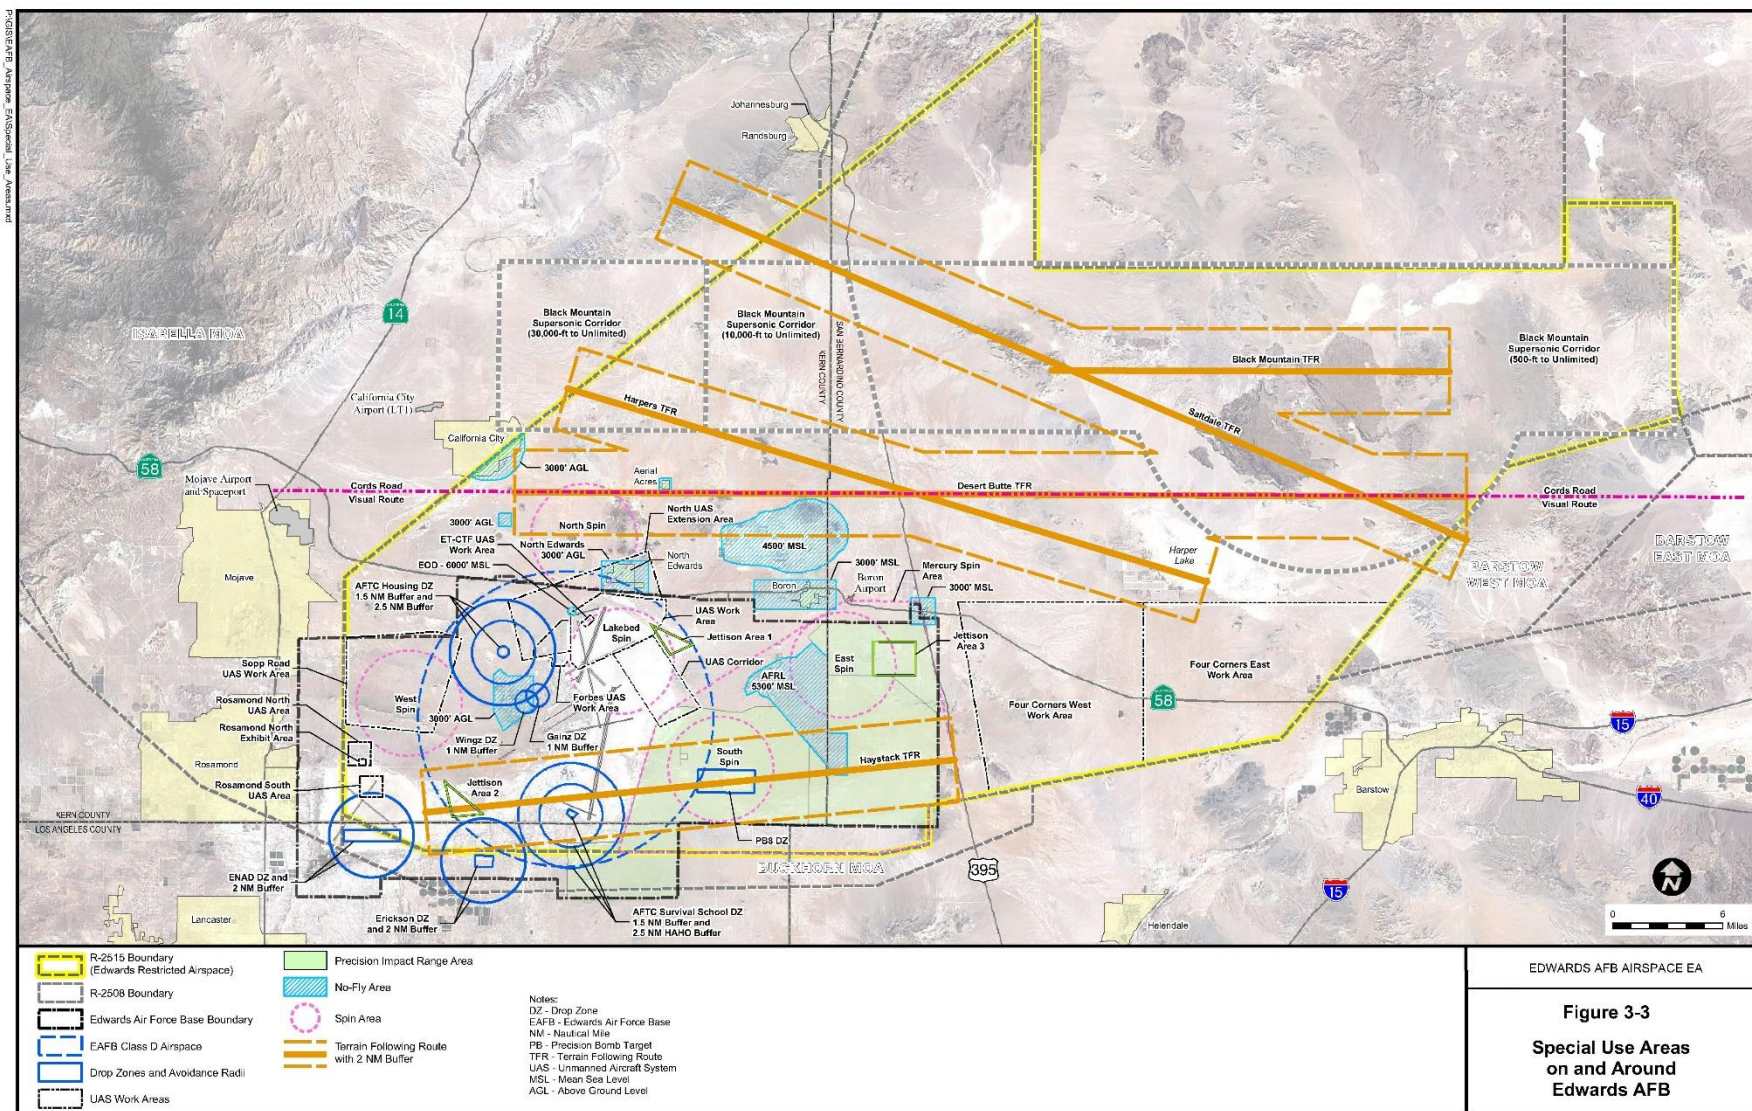 P:\GIS\EAFB_Airspace_EA\Special_Use_Areas.mxd
Johannesburg
Randsburg
14
ISABELLA MOA
Black Mountain
Supersonic Corridor
(30,000-ft to Unlimited)
Black Mountain
Supersonic Corridor
(10,000-ft to Unlimited)
KERN COUNTY
SAN BERNARDINO COUNTY
Black Mountain
Supersonic Corridor
(500-ft to Unlimited)
Black Mountain TFR
Saltdale TFR
Harpers TFR
California City
Airport (L71)
California City
3000' AGL
58
Mojave Airport
and Spaceport
Cords Road
Visual Route
Aerial
Acres
Desert Butte TFR
Cords Road
Visual Route
3000' AGL
North Spin
North UAS
Extension Area
ET-CTF UAS
Work Area
North Edwards
3000' AGL
North
Edwards
4500' MSL
Harper
Lake
BARSTOW
EAST MOA
BARSTOW
WEST MOA
EOD - 6000' MSL
Mojave
AFTC Housing DZ
1.5 NM Buffer and
2.5 NM Buffer
Boron
3000' MSL
Boron
Airport
Mercury Spin
Area
3000' MSL
UAS Work
Area
Lakebed
Spin
Jettison Area 1
Jettison
Area 3
Sopp Road
UAS Work Area
UAS Corridor
East
Spin
Four Corners East
Work Area
AFRL
5300' MSL
West
Spin
Rosamond North
UAS Area
Forbes UAS
Work Area
Four Corners West
Work Area
58
3000' AGL
15
Rosamond North
Exhibit Area
Wingz DZ
1 NM Buffer
Gainz DZ
1 NM Buffer
South
Spin
Haystack TFR
Rosamond
Rosamond South
UAS Area
Jettison
Area 2
Barstow
40
KERN COUNTY
LOS ANGELES COUNTY
PB8 DZ
BUCKHORN MOA
395
ENAD DZ and
2 NM Buffer
15
N
Lancaster
Erickson DZ
and 2 NM Buffer
AFTC Survival School DZ
1.5 NM Buffer and
2.5 NM HAHO Buffer
Helendale
0 6
Miles
R-2515 Boundary
(Edwards Restricted Airspace)
R-2508 Boundary
Edwards Air Force Base Boundary
EAFB Class D Airspace
Drop Zones and Avoidance Radii
UAS Work Areas
Precision Impact Range Area
No-Fly Area
Spin Area
Terrain Following Route
with 2 NM Buffer
Notes:
DZ - Drop Zone
EAFB - Edwards Air Force Base
NM - Nautical Mile
PB - Precision Bomb Target
TFR - Terrain Following Route
UAS - Unmanned Aircraft System
MSL - Mean Sea Level
AGL - Above Ground Level
EDWARDS AFB AIRSPACE EA
Figure 3-3
Special Use Areas
on and Around
Edwards AFB